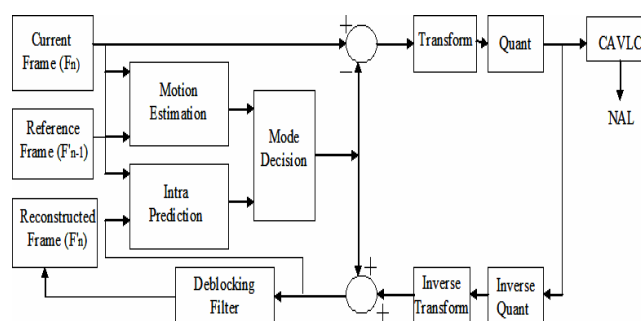 Current
Frame (Fn)
Reference
Frame (F'n-1)
Reconstructed
Frame (F'n)
Motion
Estimation
Intra
Prediction
Mode
Decision
+
−
Transform
Quant
CAVLC
NAL
Deblocking
Filter
+
+
Inverse
Transform
Inverse
Quant